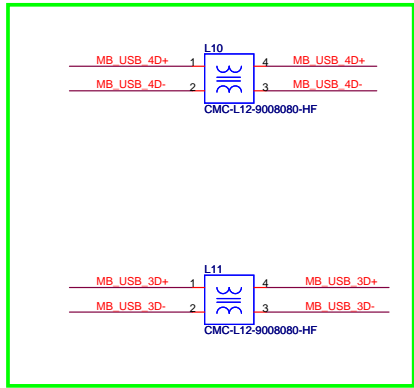 L10
MB_USB_4D+ 1 4 MB_USB_4D+
MB_USB_4D- 2 3 MB_USB_4D-
CMC-L12-9008080-HF
L11
MB_USB_3D+ 1 4 MB_USB_3D+
MB_USB_3D- 2 3 MB_USB_3D-
CMC-L12-9008080-HF